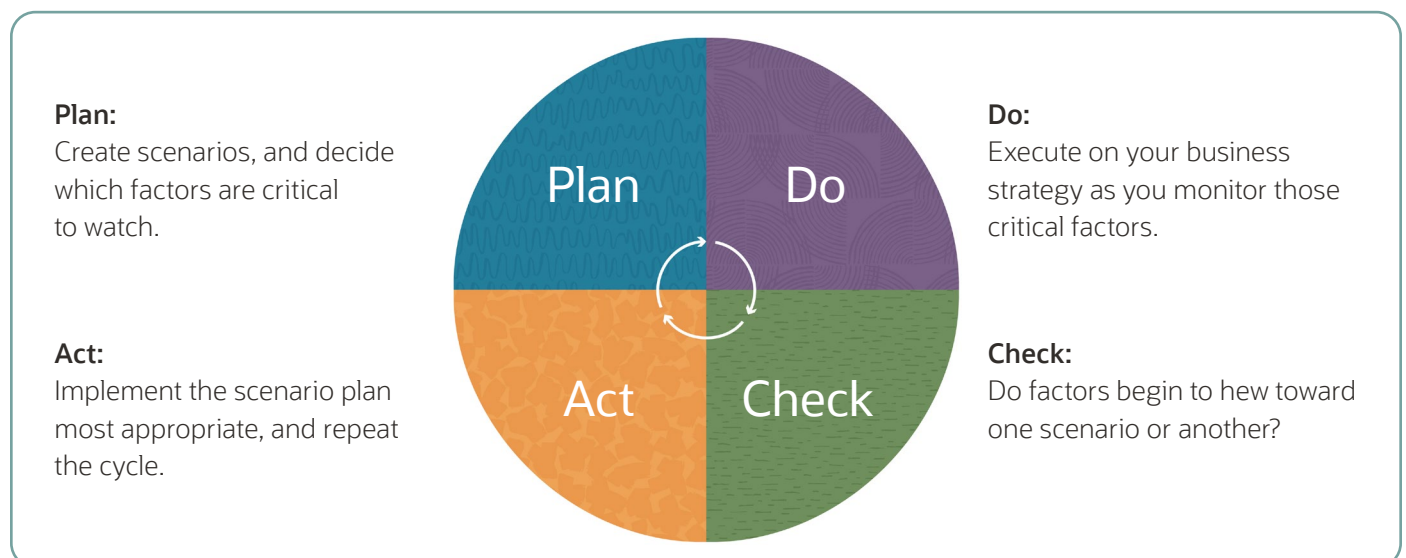 Plan:
Create scenarios, and decide
which factors are critical
to watch.
Act:
Implement the scenario plan
most appropriate, and repeat
the cycle.
Plan
Do
Act
Check
Do:
Execute on your business
strategy as you monitor those
critical factors.
Check:
Do factors begin to hew toward
one scenario or another?